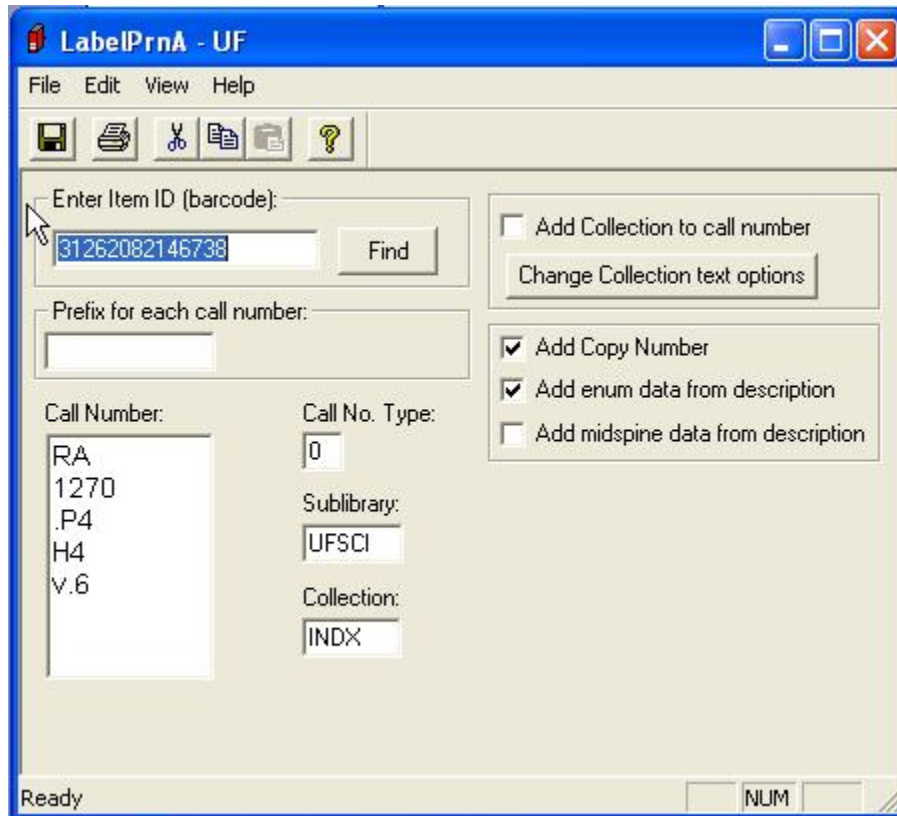 LabelPrnA - UF
File Edit View Help
Enter Item ID (barcode):
31262082146738
Find
Prefix for each call number:
Call Number:
RA
1270
.P4
H4
v.6
Call No. Type:
0
Sublibrary:
UFSCI
Collection:
INDX
Add Collection to call number
Change Collection text options
Add Copy Number
Add enum data from description
Add midspine data from description
Ready
NUM